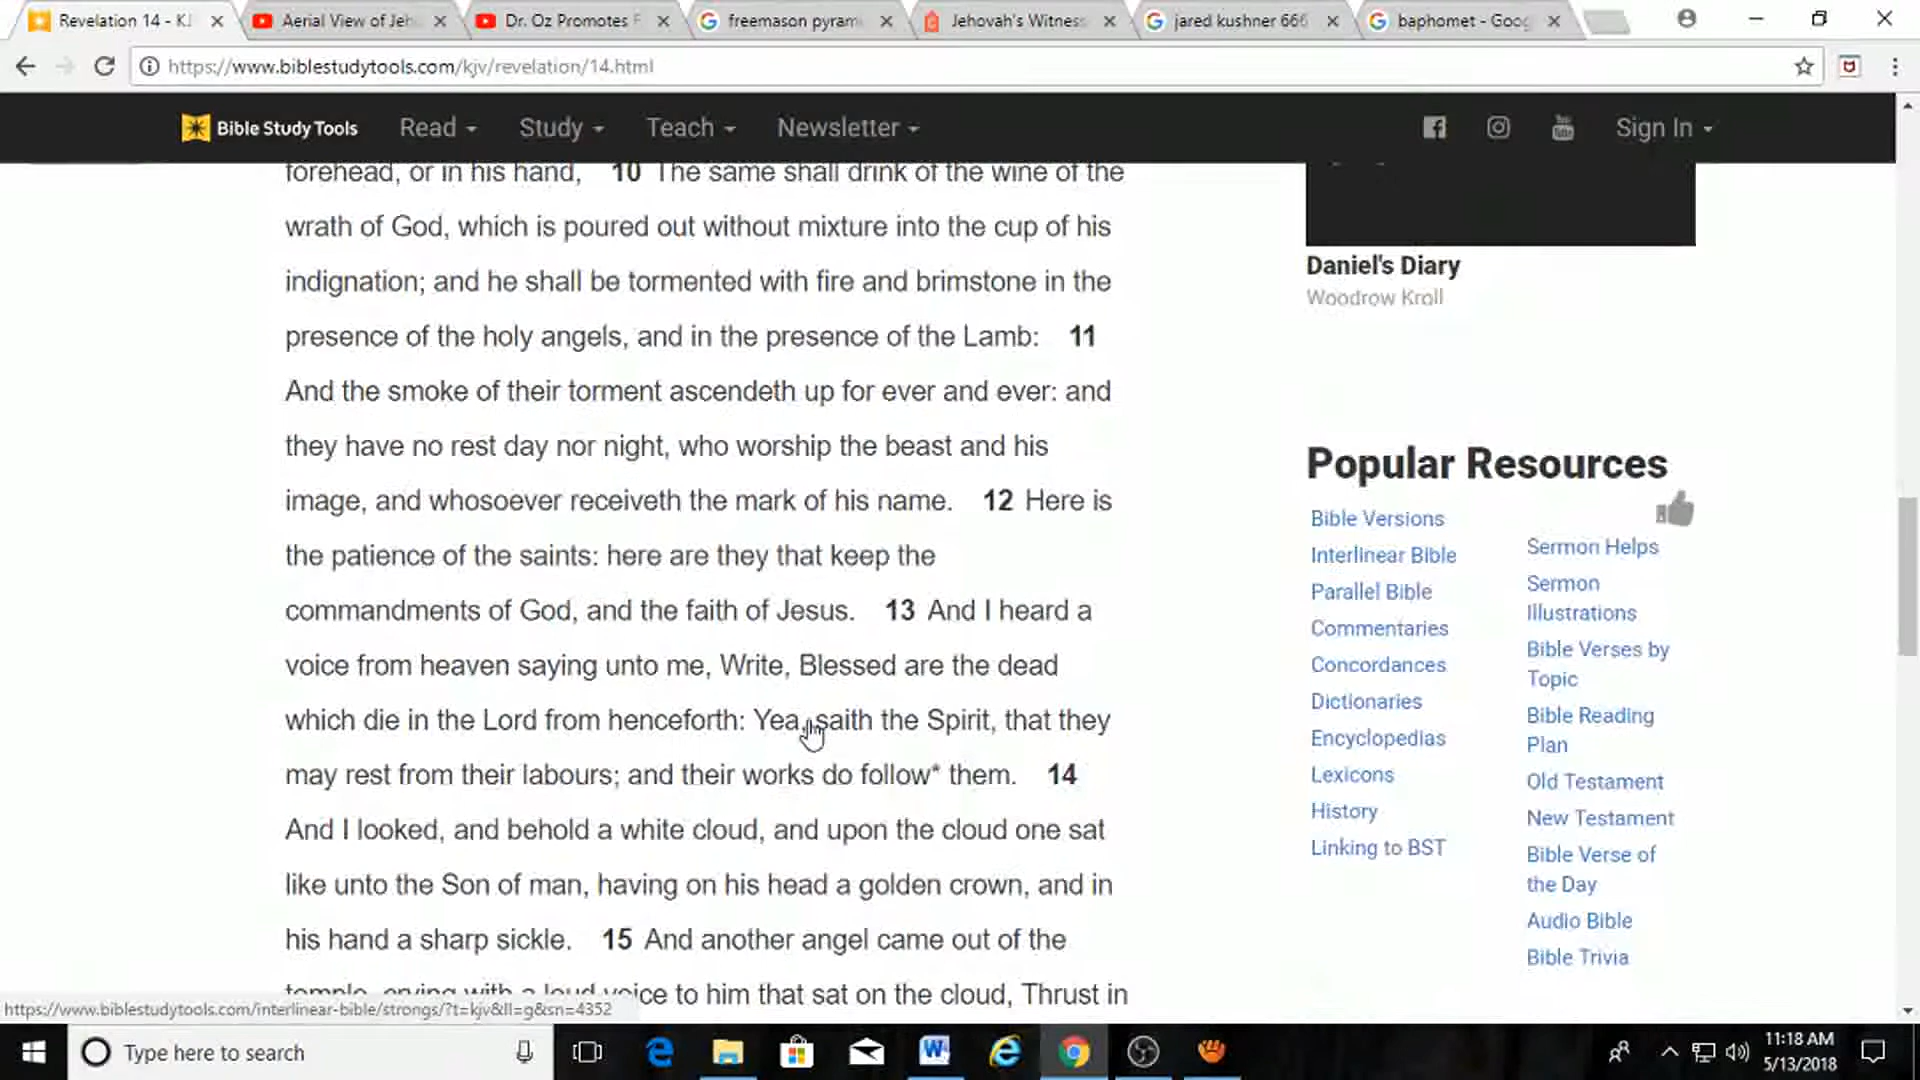 Revelation 14 - KJ
Aerial View of Jeh
Dr. Oz Promotes F
freemason pyram
Jehovah's Witness
jared kushner 666
baphomet - Goog
https://www.biblestudytools.com/kjv/revelation/14.html
Bible Study Tools
Read
Study
Teach
Newsletter
Sign In
forehead, or in his hand, 10 The same shall drink of the wine of the
wrath of God, which is poured out without mixture into the cup of his
indignation; and he shall be tormented with fire and brimstone in the
presence of the holy angels, and in the presence of the Lamb: 11
And the smoke of their torment ascendeth up for ever and ever: and
they have no rest day nor night, who worship the beast and his
image, and whosoever receiveth the mark of his name. 12 Here is
the patience of the saints: here are they that keep the
commandments of God, and the faith of Jesus. 13 And I heard a
voice from heaven saying unto me, Write, Blessed are the dead
which die in the Lord from henceforth: Yea, saith the Spirit, that they
may rest from their labours; and their works do follow* them. 14
And I looked, and behold a white cloud, and upon the cloud one sat
like unto the Son of man, having on his head a golden crown, and in
his hand a sharp sickle. 15 And another angel came out of the
temple, crying with a loud voice to him that sat on the cloud, Thrust in
Daniel's Diary
Woodrow Kroll
Popular Resources
Bible Versions
Interlinear Bible
Parallel Bible
Commentaries
Concordances
Dictionaries
Encyclopedias
Lexicons
History
Linking to BST
Sermon Helps
Sermon
Illustrations
Bible Verses by
Topic
Bible Reading
Plan
Old Testament
New Testament
Bible Verse of
the Day
Audio Bible
Bible Trivia
https://www.biblestudytools.com/interlinear-bible/strongs/?t=kjv&ll=g&sn=4352
Type here to search
11:18 AM
5/13/2018